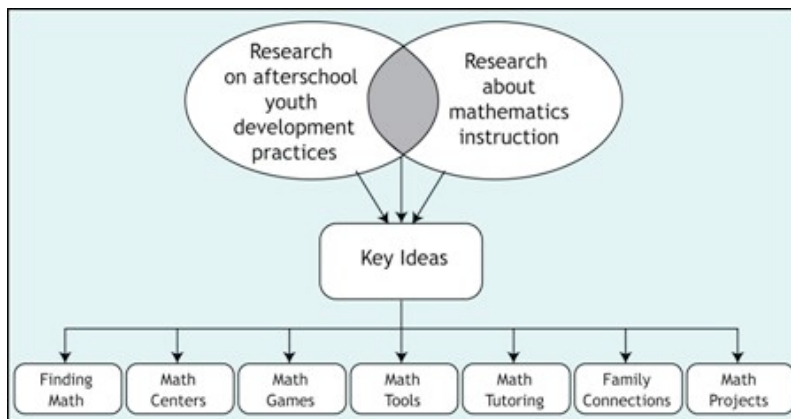 Research
on afterschool
youth
development
practices
Research
about
mathematics
instruction
Key Ideas
Finding
Math
Math
Centers
Math
Games
Math
Tools
Math
Tutoring
Family
Connections
Math
Projects